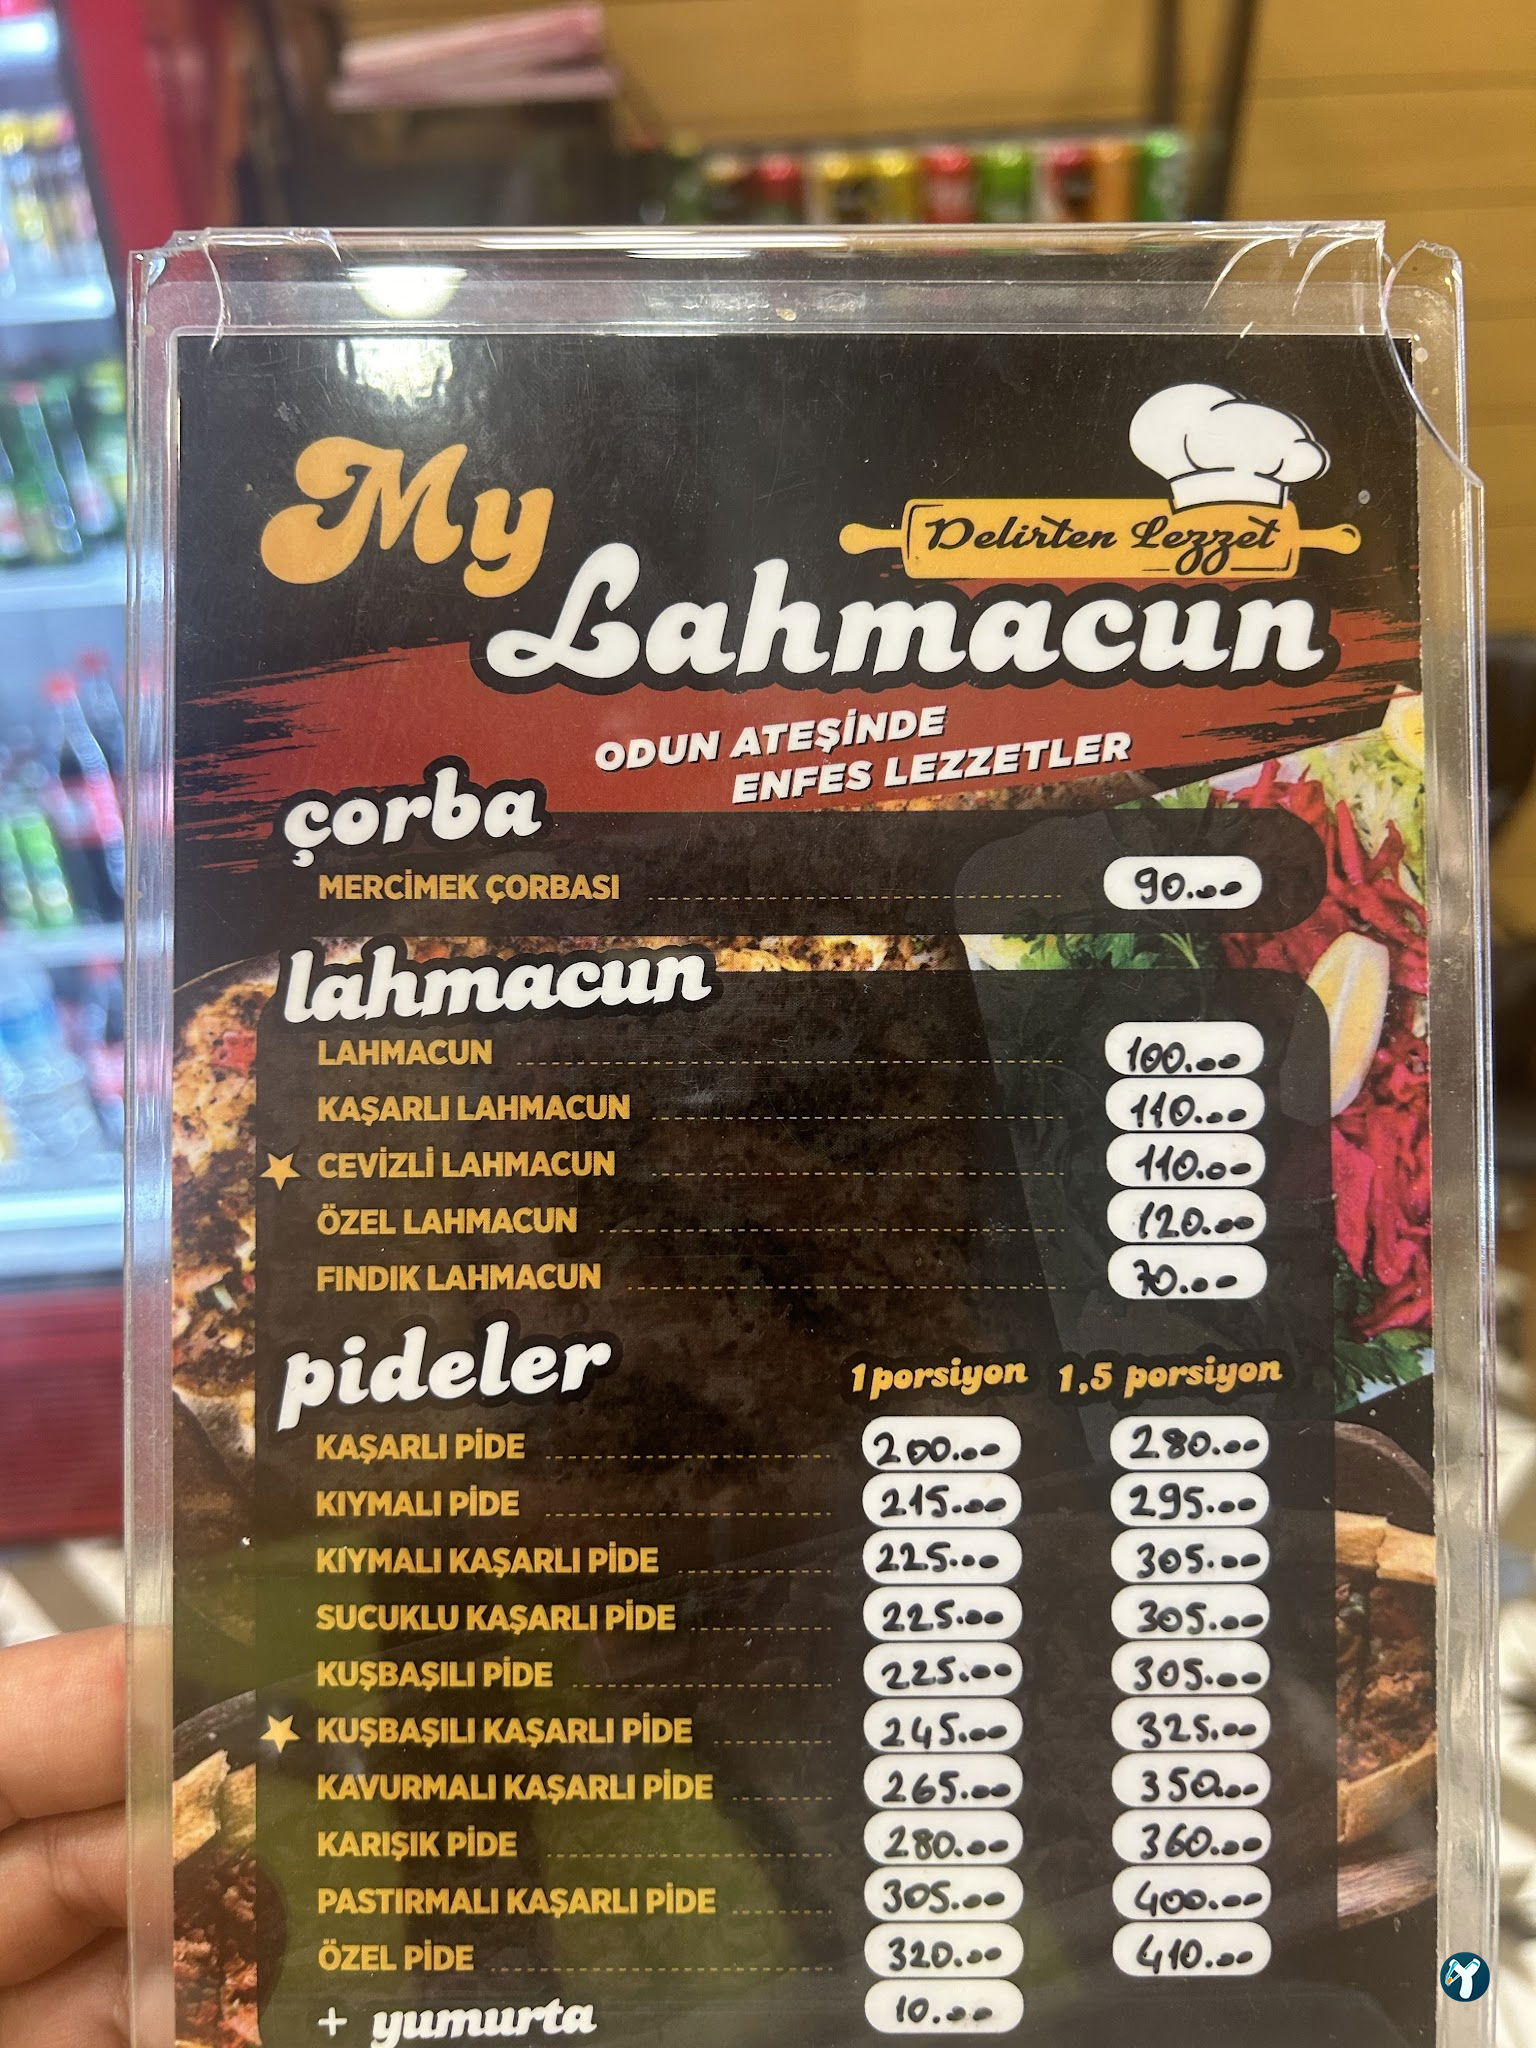 My
Delirten Lezzet
Lahmacun
ODUN ATEŞİNDE
ENFES LEZZETLER
çorba
MERCİMEK ÇORBASI 90.00
lahmacun
LAHMACUN 100.00
KAŞARLI LAHMACUN 110.00
CEVİZLİ LAHMACUN 110.00
ÖZEL LAHMACUN 120.00
FINDIK LAHMACUN 70.00
pideler 1 porsiyon 1,5 porsiyon
KAŞARLI PİDE 200.00 280.00
KIYMALI PİDE 215.00 295.00
KIYMALI KAŞARLI PİDE 225.00 305.00
SUCUKLU KAŞARLI PİDE 225.00 305.00
KUŞBAŞILI PİDE 225.00 305.00
KUŞBAŞILI KAŞARLI PİDE 245.00 325.00
KAVURMALI KAŞARLI PİDE 265.00 350.00
KARIŞIK PİDE 280.00 360.00
PASTIRMALI KAŞARLI PİDE 305.00 400.00
ÖZEL PİDE 320.00 410.00
+ yumurta 10.00
Y